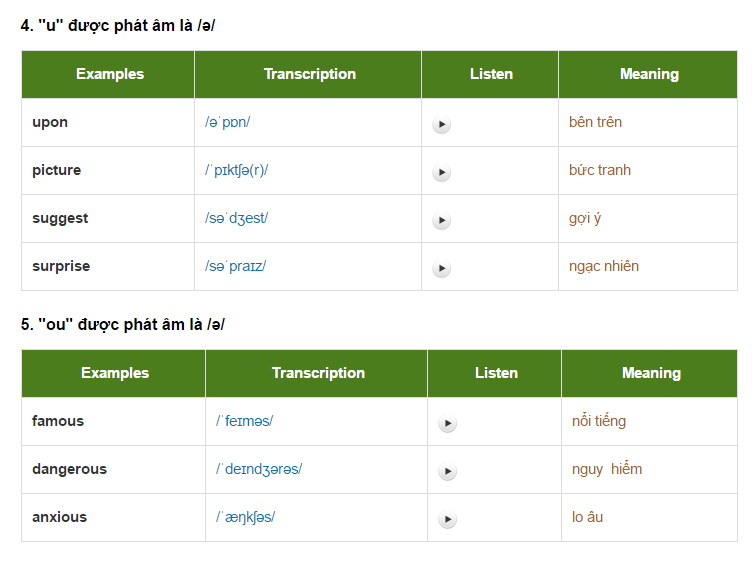 4. "u" được phát âm là /ə/
Examples Transcription Listen Meaning
upon /əˈpɒn/ bên trên
picture /ˈpɪktʃə(r)/ bức tranh
suggest /səˈdʒest/ gợi ý
surprise /səˈpraɪz/ ngạc nhiên
5. "ou" được phát âm là /ə/
Examples Transcription Listen Meaning
famous /ˈfeɪməs/ nổi tiếng
dangerous /ˈdeɪndʒərəs/ nguy hiểm
anxious /ˈæŋkʃəs/ lo âu